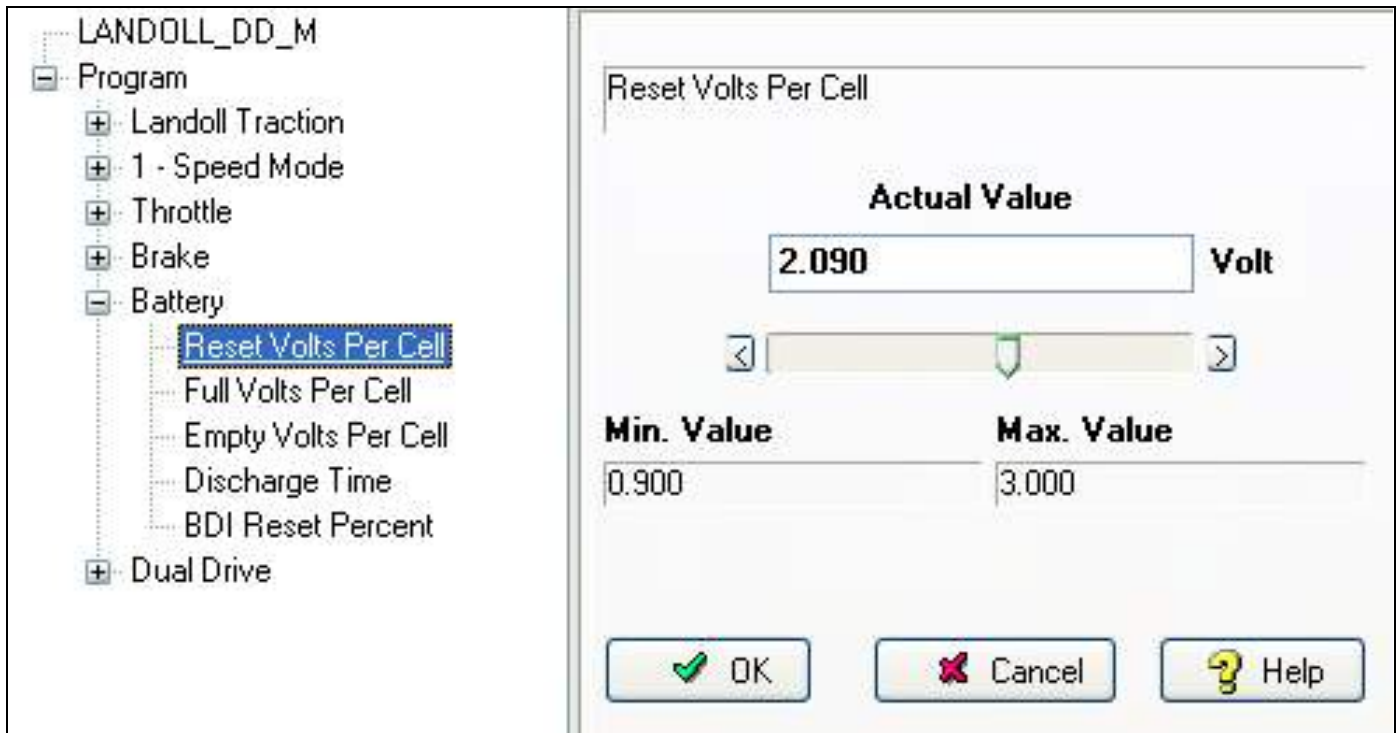 LANDOLL_DD_M
Program
Landoll Traction
1 - Speed Mode
Throttle
Brake
Battery
Reset Volts Per Cell
Full Volts Per Cell
Empty Volts Per Cell
Discharge Time
BDI Reset Percent
Dual Drive
Reset Volts Per Cell
Actual Value
2.090 Volt
Min. Value Max. Value
0.900 3.000
OK Cancel Help